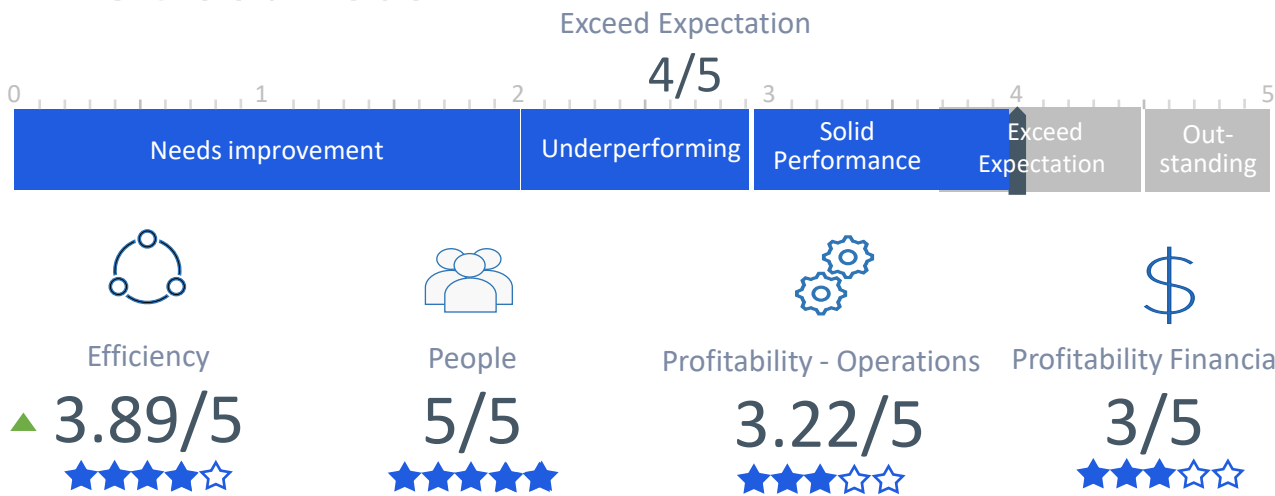 Exceed Expectation
4/5
0 1 2 3 4 5
Needs improvement
Underperforming
Solid
Performance
Exceed
Expectation
Out-
standing
Efficiency
People
Profitability - Operations
Profitability Financia
3.89/5
5/5
3.22/5
3/5